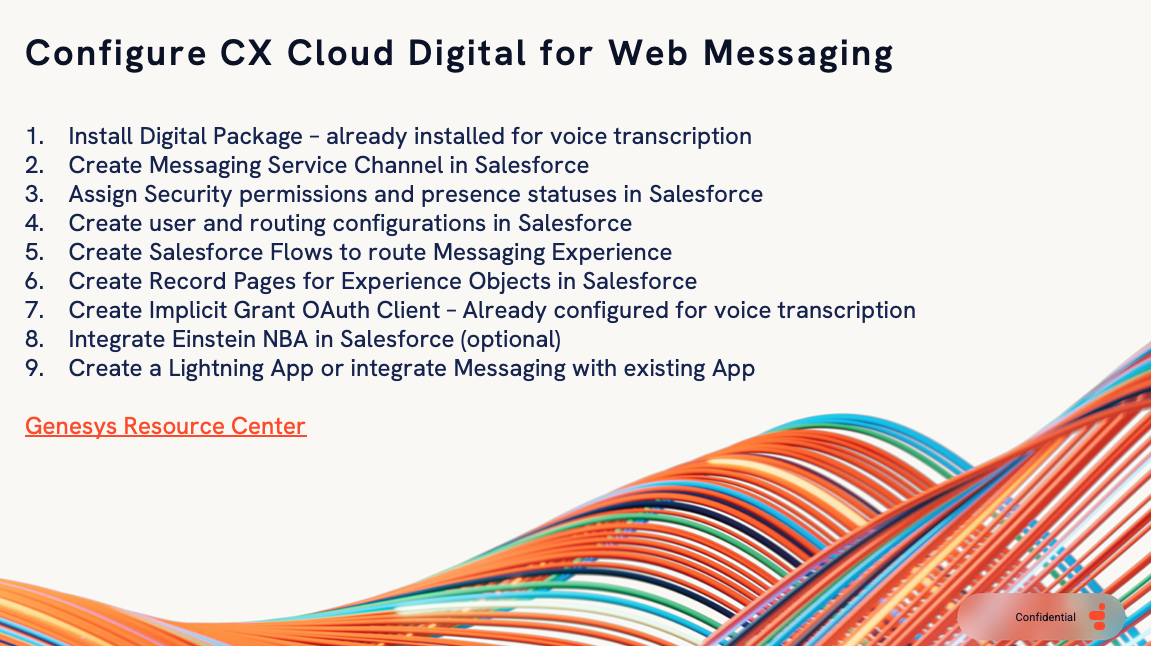 Configure CX Cloud Digital for Web Messaging
1. Install Digital Package – already installed for voice transcription
2. Create Messaging Service Channel in Salesforce
3. Assign Security permissions and presence statuses in Salesforce
4. Create user and routing configurations in Salesforce
5. Create Salesforce Flows to route Messaging Experience
6. Create Record Pages for Experience Objects in Salesforce
7. Create Implicit Grant OAuth Client – Already configured for voice transcription
8. Integrate Einstein NBA in Salesforce (optional)
9. Create a Lightning App or integrate Messaging with existing App
Genesys Resource Center
Confidential